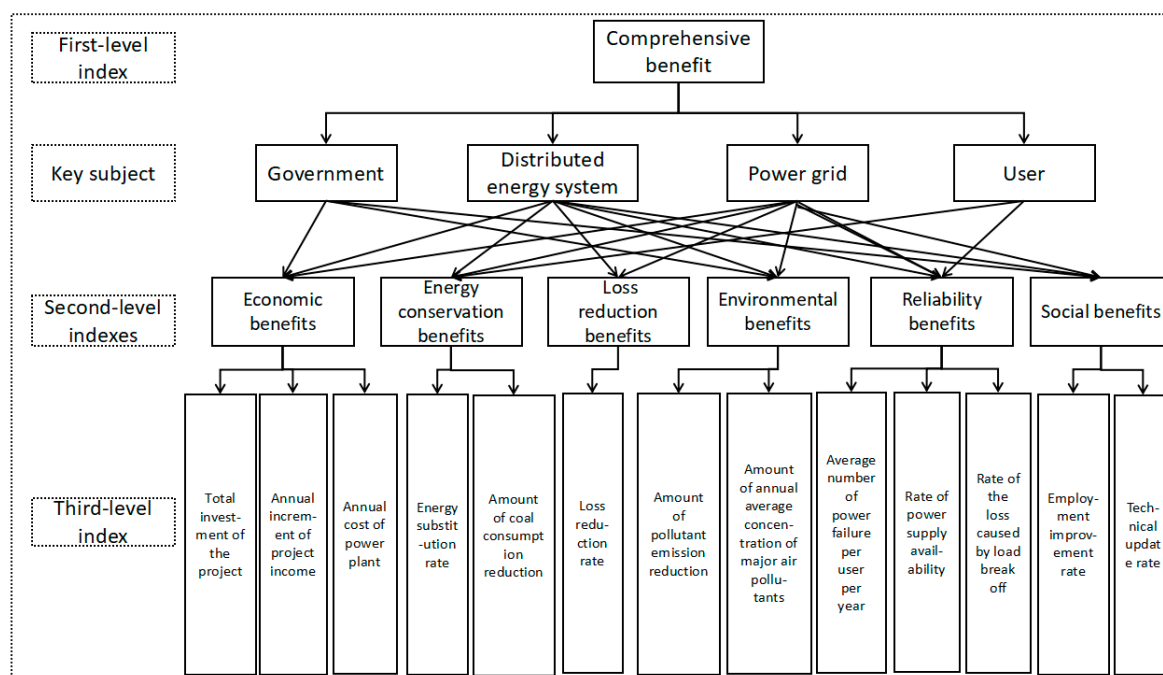 First-level
index
Comprehensive
benefit
Key subject
Government
Distributed
energy system
Power grid
User
Second-level
indexes
Economic
benefits
Energy
conservation benefits
Loss
reduction benefits
Environmental
benefits
Reliability
benefits
Social benefits
Third-level
index
Total
invest-
ment of the
project
Annual
increm-
ent of project
income
Annual
cost of power
plant
Energy
substit
-ution rate
Amount
of coal
consumpt
ion reduction
Loss
redu-
ction rate
Amount
of
pollutant
emission
reduction
Amount
of annual
average
concen-
tration of
major air
pollu-
tants
Average
number
of
power
failure
per
user
per
year
Rate of
power
supply
avail-
ability
Rate of
the
loss
caused
by load
break
off
Employ-
ment
improv-
ement
rate
Tech-
nical
updat
e rate